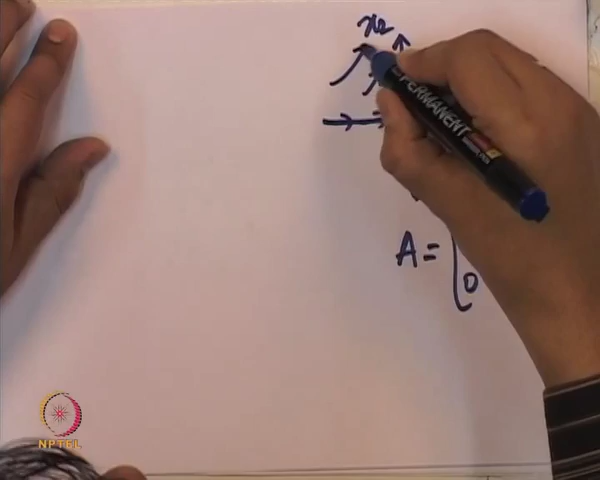 x₂
PERMANENT
A =
0
NPTEL